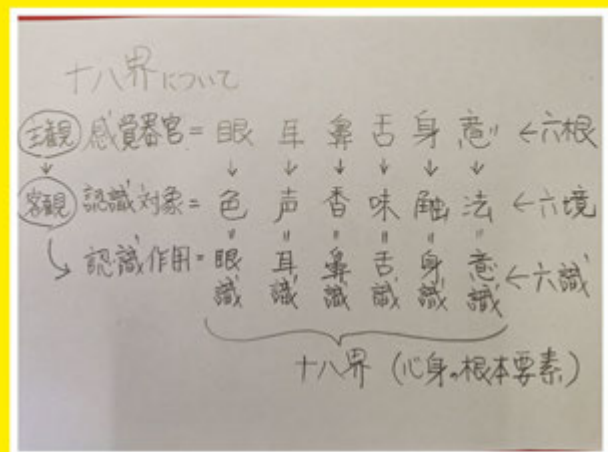 十八界について
主観 感覚器官 = 眼 耳 鼻 舌 身 意 ←六根
↓ ↓ ↓ ↓ ↓ ↓ ↓
客観 認識対象 = 色 声 香 味 触 法 ←六境
認識作用 = 眼識 耳識 鼻識 舌識 身識 意識 ←六識
十八界 (心身の根本要素)